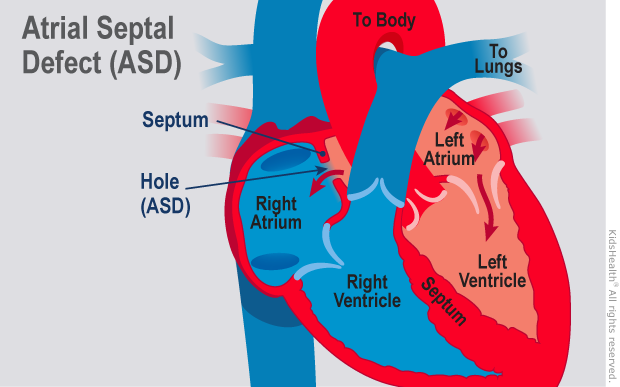 Atrial Septal
Defect (ASD)
To Body
To
Lungs
Septum
Left
Atrium
Hole
(ASD)
Right
Atrium
Left
Ventricle
Right
Ventricle
Septum
KidsHealth® All rights reserved.